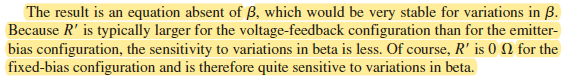 The result is an equation absent of β, which would be very stable for variations in β.
Because R′ is typically larger for the voltage-feedback configuration than for the emitter-
bias configuration, the sensitivity to variations in beta is less. Of course, R′ is 0 Ω for the
fixed-bias configuration and is therefore quite sensitive to variations in beta.